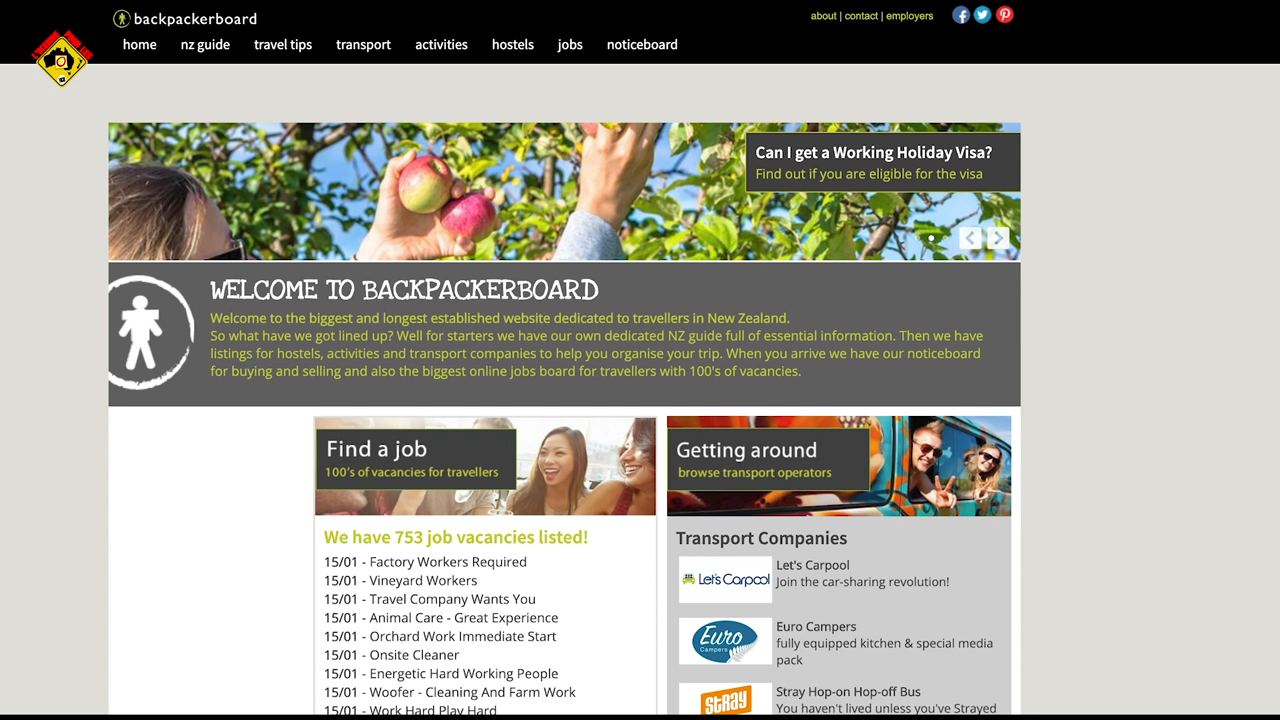 backpackerboard
about | contact | employers
home nz guide travel tips transport activities hostels jobs noticeboard
Can I get a Working Holiday Visa?
Find out if you are eligible for the visa
WELCOME TO BACKPACKERBOARD
Welcome to the biggest and longest established website dedicated to travellers in New Zealand.
So what have we got lined up? Well for starters we have our own dedicated NZ guide full of essential information. Then we have
listings for hostels, activities and transport companies to help you organise your trip. When you arrive we have our noticeboard
for buying and selling and also the biggest online jobs board for travellers with 100's of vacancies.
Find a job
100's of vacancies for travellers
We have 753 job vacancies listed!
15/01 - Factory Workers Required
15/01 - Vineyard Workers
15/01 - Travel Company Wants You
15/01 - Animal Care - Great Experience
15/01 - Orchard Work Immediate Start
15/01 - Onsite Cleaner
15/01 - Energetic Hard Working People
15/01 - Woofer - Cleaning And Farm Work
15/01 - Work Hard Play Hard
Getting around
browse transport operators
Transport Companies
Let's Carpool
Let's Carpool
Join the car-sharing revolution!
Euro
Campers
Euro Campers
fully equipped kitchen & special media
pack
STRAY
Stray Hop-on Hop-off Bus
You haven't lived unless you've Strayed